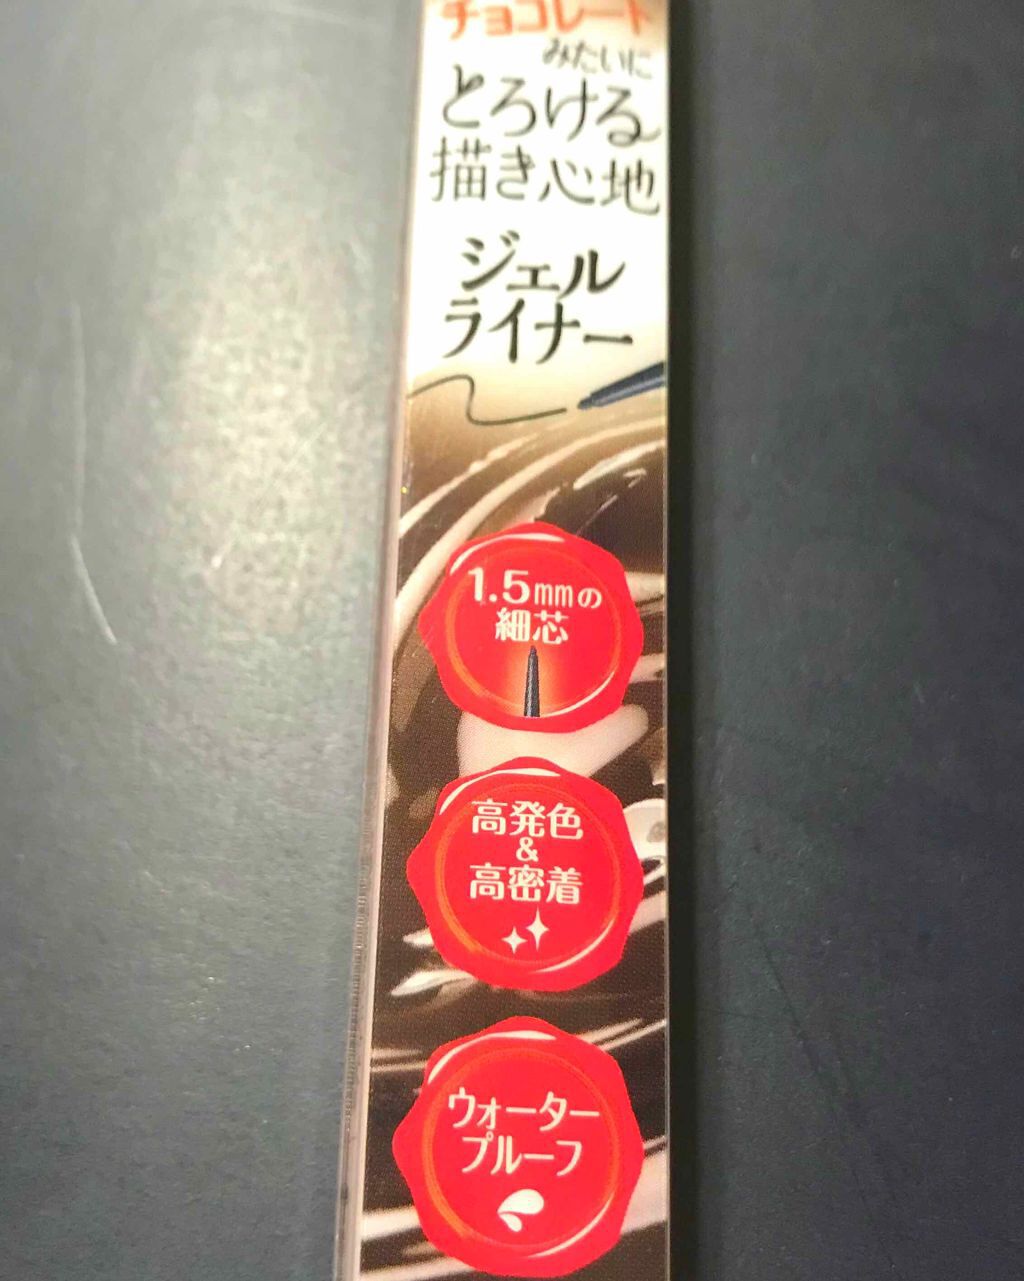 チョコレート
みたいに
とろける
描き心地
ジェル
ライナー
1.5mmの
細芯
高発色
&
高密着
ウォーター
プルーフ